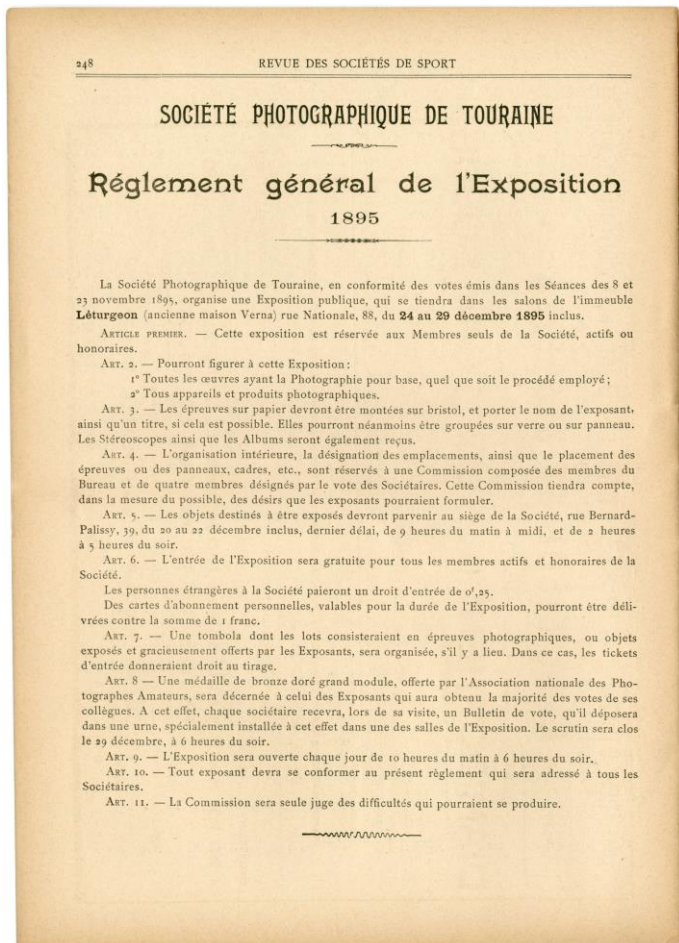 248 REVUE DES SOCIÉTÉS DE SPORT
SOCIÉTÉ PHOTOGRAPHIQUE DE TOURAINE
Réglement général de l'Exposition
1895
La Société Photographique de Touraine, en conformité des votes émis dans les Séances des 8 et
23 novembre 1895, organise une Exposition publique, qui se tiendra dans les salons de l'immeuble
Léturgeon (ancienne maison Verna) rue Nationale, 88, du 24 au 29 décembre 1895 inclus.
ARTICLE PREMIER. — Cette exposition est réservée aux Membres seuls de la Société, actifs ou
honoraires.
ART. 2. — Pourront figurer à cette Exposition :
1° Toutes les œuvres ayant la Photographie pour base, quel que soit le procédé employé ;
2° Tous appareils et produits photographiques.
ART. 3. — Les épreuves sur papier devront être montées sur bristol, et porter le nom de l'exposant,
ainsi qu'un titre, si cela est possible. Elles pourront néanmoins être groupées sur verre ou sur panneau.
Les Stéréoscopes ainsi que les Albums seront également reçus.
ART. 4. — L'organisation intérieure, la désignation des emplacements, ainsi que le placement des
épreuves ou des panneaux, cadres, etc., sont réservés à une Commission composée des membres du
Bureau et de quatre membres désignés par le vote des Sociétaires. Cette Commission tiendra compte,
dans la mesure du possible, des désirs que les exposants pourraient formuler.
ART. 5. — Les objets destinés à être exposés devront parvenir au siège de la Société, rue Bernard-
Palissy, 39, du 20 au 22 décembre inclus, dernier délai, de 9 heures du matin à midi, et de 2 heures
à 5 heures du soir.
ART. 6. — L'entrée de l'Exposition sera gratuite pour tous les membres actifs et honoraires de la
Société.
Les personnes étrangères à la Société paieront un droit d'entrée de 0ᶠ,25.
Des cartes d'abonnement personnelles, valables pour la durée de l'Exposition, pourront être déli-
vrées contre la somme de 1 franc.
ART. 7. — Une tombola dont les lots consisteraient en épreuves photographiques, ou objets
exposés et gracieusement offerts par les Exposants, sera organisée, s'il y a lieu. Dans ce cas, les tickets
d'entrée donneraient droit au tirage.
ART. 8 — Une médaille de bronze doré grand module, offerte par l'Association nationale des Pho-
tographes Amateurs, sera décernée à celui des Exposants qui aura obtenu la majorité des votes de ses
collègues. A cet effet, chaque sociétaire recevra, lors de sa visite, un Bulletin de vote, qu'il déposera
dans une urne, spécialement installée à cet effet dans une des salles de l'Exposition. Le scrutin sera clos
le 29 décembre, à 6 heures du soir.
ART. 9. — L'Exposition sera ouverte chaque jour de 10 heures du matin à 6 heures du soir.
ART. 10. — Tout exposant devra se conformer au présent règlement qui sera adressé à tous les
Sociétaires.
ART. 11. — La Commission sera seule juge des difficultés qui pourraient se produire.